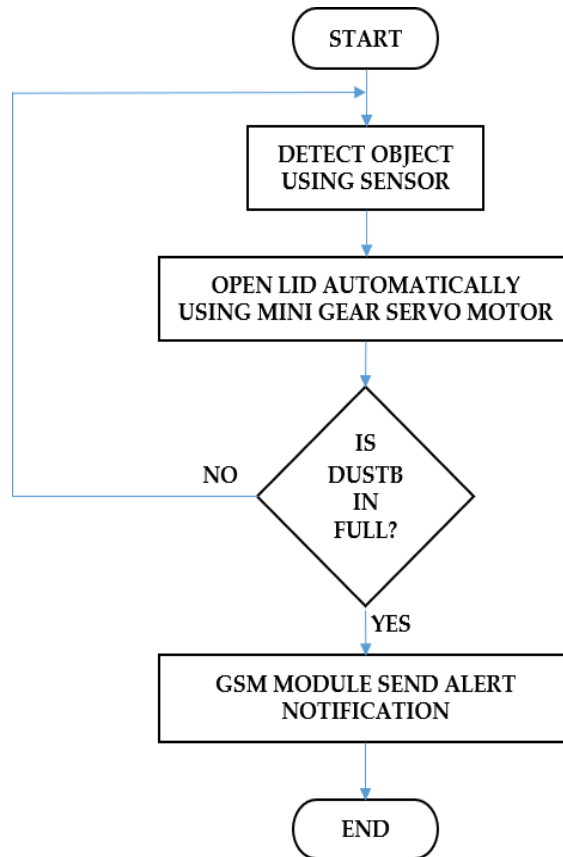 START
DETECT OBJECT
USING SENSOR
OPEN LID AUTOMATICALLY
USING MINI GEAR SERVO MOTOR
IS
DUSTB
IN
FULL?
NO
YES
GSM MODULE SEND ALERT
NOTIFICATION
END